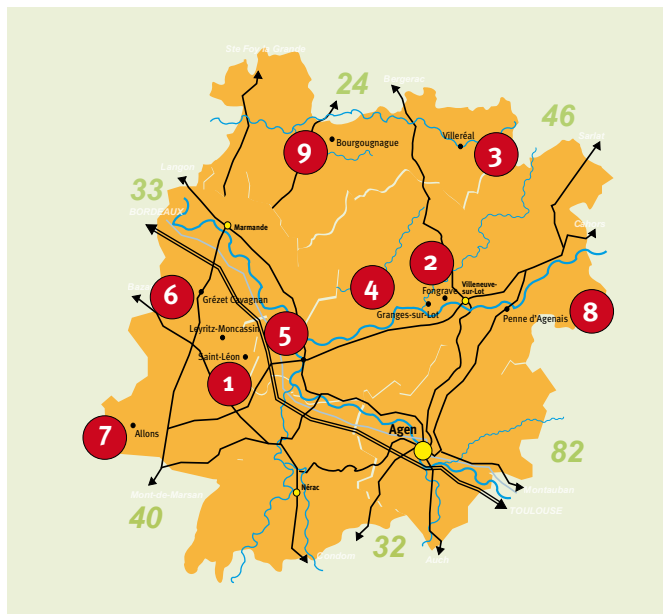 Ste Foy la Grande
24
Bergerac
46
Sarlat
9
Bourgougnague
Villeréal
3
Langon
33
BORDEAUX
Marmande
Cahors
2
Villeneuve-
sur-Lot
4
Fongrave
6
Grézet Cavagnan
Granges-sur-Lot
Penne d'Agenais
8
Leyritz-Moncassin
5
Saint-Léon
1
7
Allons
Agen
82
Mont-de-Marsan
Nérac
Montauban
40
TOULOUSE
32
Condom
Auch